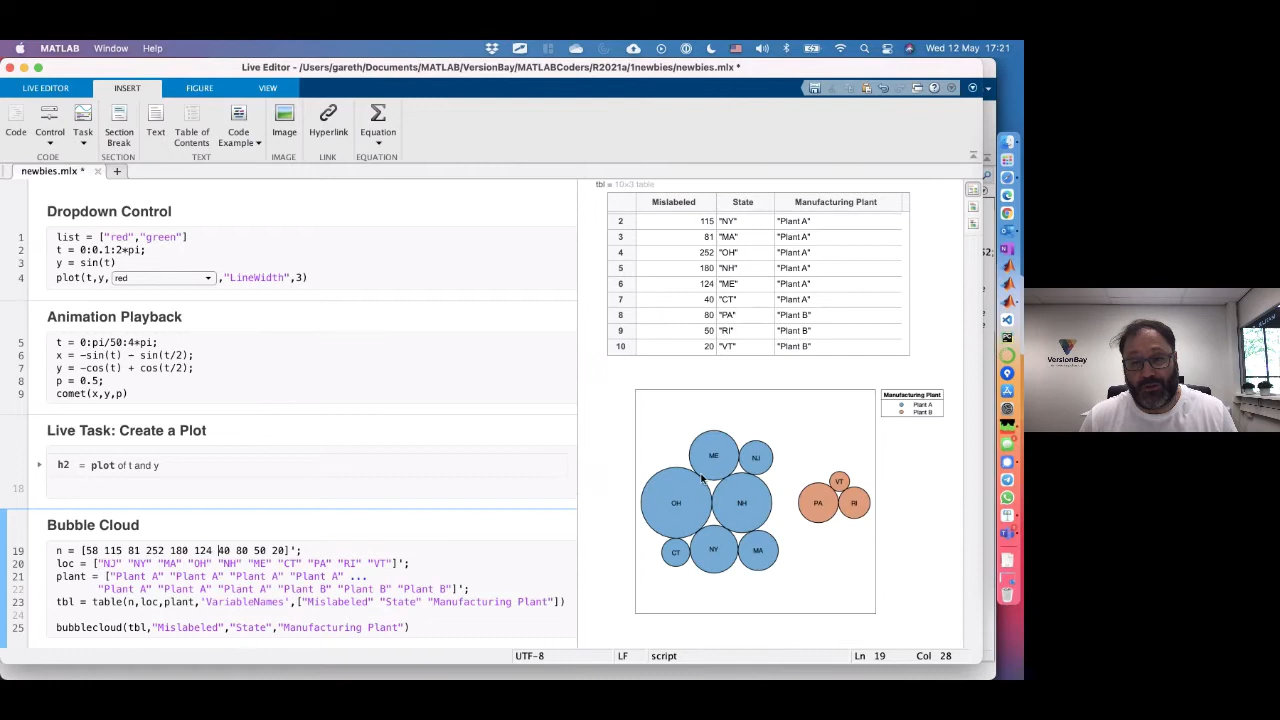 MATLAB Window Help Wed 12 May 17:21
Live Editor - /Users/gareth/Documents/MATLAB/VersionBay/MATLABCoders/R2021a/1newbies/newbies.mlx *
LIVE EDITOR INSERT FIGURE VIEW
Code Control Task Section Break Text Table of Contents Code Example Image Hyperlink Equation
CODE SECTION TEXT IMAGE LINK EQUATION
newbies.mlx *
Dropdown Control
1 list = ["red","green"]
2 t = 0:0.1:2*pi;
3 y = sin(t)
4 plot(t,y, red ,"LineWidth",3)
Animation Playback
5 t = 0:pi/50:4*pi;
6 x = -sin(t) - sin(t/2);
7 y = -cos(t) + cos(t/2);
8 p = 0.5;
9 comet(x,y,p)
Live Task: Create a Plot
h2 = plot of t and y
18
Bubble Cloud
19 n = [58 115 81 252 180 124 40 80 50 20]';
20 loc = ["NJ" "NY" "MA" "OH" "NH" "ME" "CT" "PA" "RI" "VT"]';
21 plant = ["Plant A" "Plant A" "Plant A" "Plant A" ...
22 "Plant A" "Plant A" "Plant A" "Plant B" "Plant B" "Plant B"]';
23 tbl = table(n,loc,plant,'VariableNames',["Mislabeled" "State" "Manufacturing Plant"])
24
25 bubblecloud(tbl,"Mislabeled","State","Manufacturing Plant")
tbl = 10x3 table
Mislabeled State Manufacturing Plant
2 115 "NY" "Plant A"
3 81 "MA" "Plant A"
4 252 "OH" "Plant A"
5 180 "NH" "Plant A"
6 124 "ME" "Plant A"
7 40 "CT" "Plant A"
8 80 "PA" "Plant B"
9 50 "RI" "Plant B"
10 20 "VT" "Plant B"
Manufacturing Plant
Plant A
Plant B
ME
NJ
VT
OH
NH
PA
RI
CT
NY
MA
UTF-8 LF script Ln 19 Col 28
VersionBay